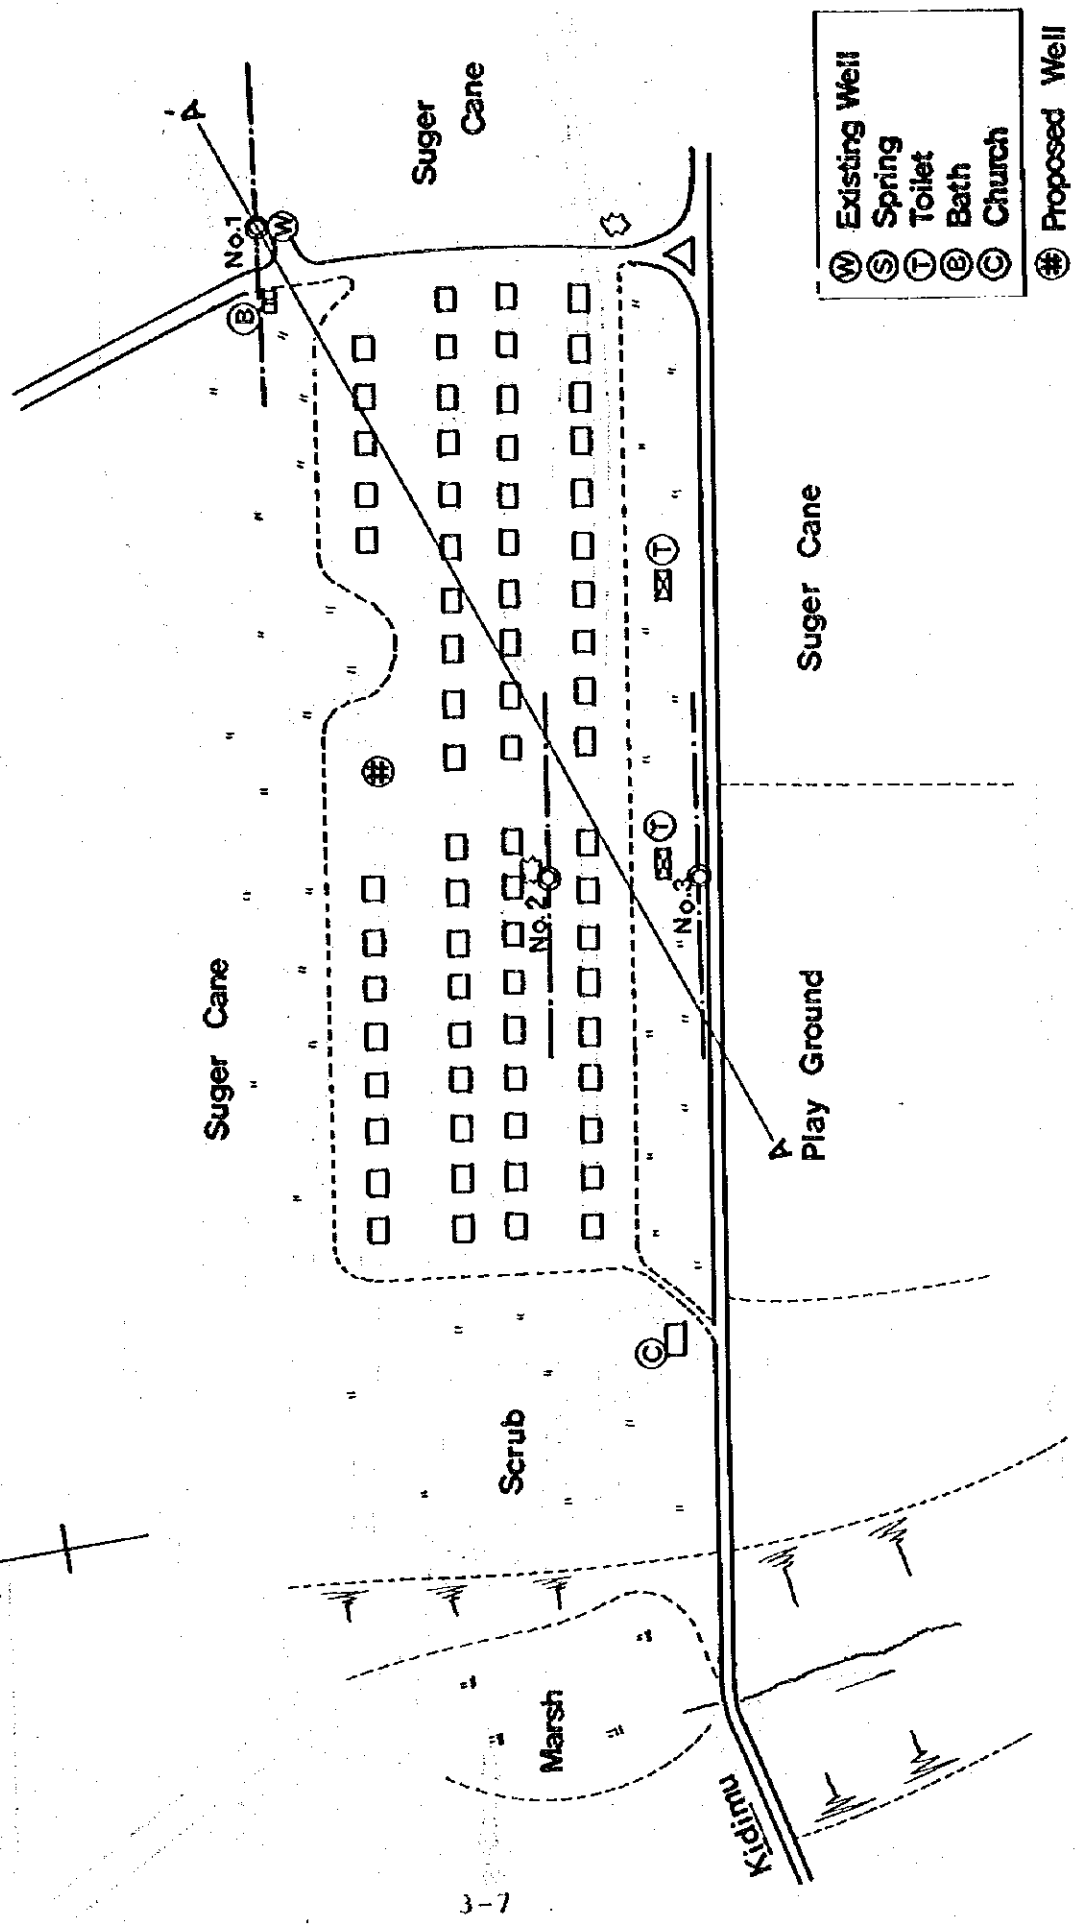 Suger Cane
Suger
Cane
A'
No.1
W
B
No.2
No.3
T
T
C
Scrub
Marsh
Kidimu
Play Ground
A
Suger Cane
W Existing Well
S Spring
T Toilet
B Bath
C Church
# Proposed Well
3-7